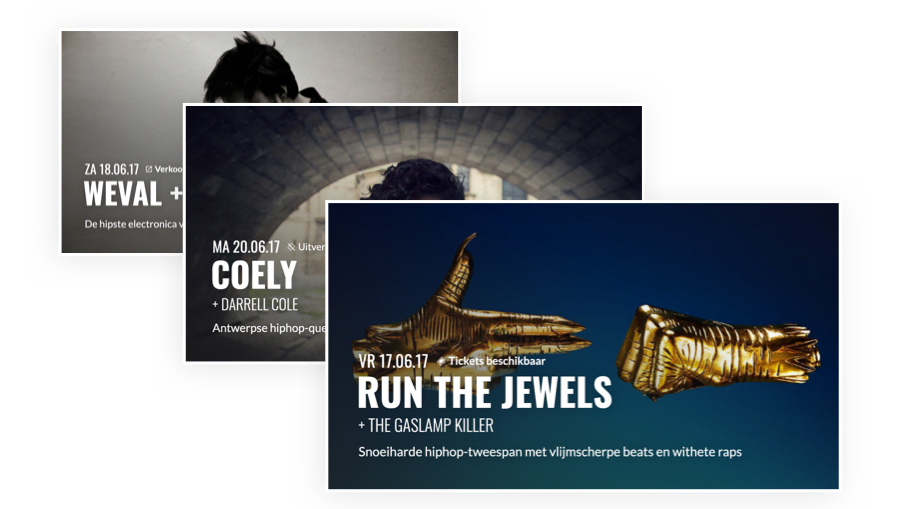 ZA 18.06.17 Verkoo
WEVAL +
De hipste electronica v
MA 20.06.17 Uitver
COELY
+ DARRELL COLE
Antwerpse hiphop-que
VR 17.06.17 Tickets beschikbaar
RUN THE JEWELS
+ THE GASLAMP KILLER
Snoeiharde hiphop-tweespan met vlijmscherpe beats en withete raps